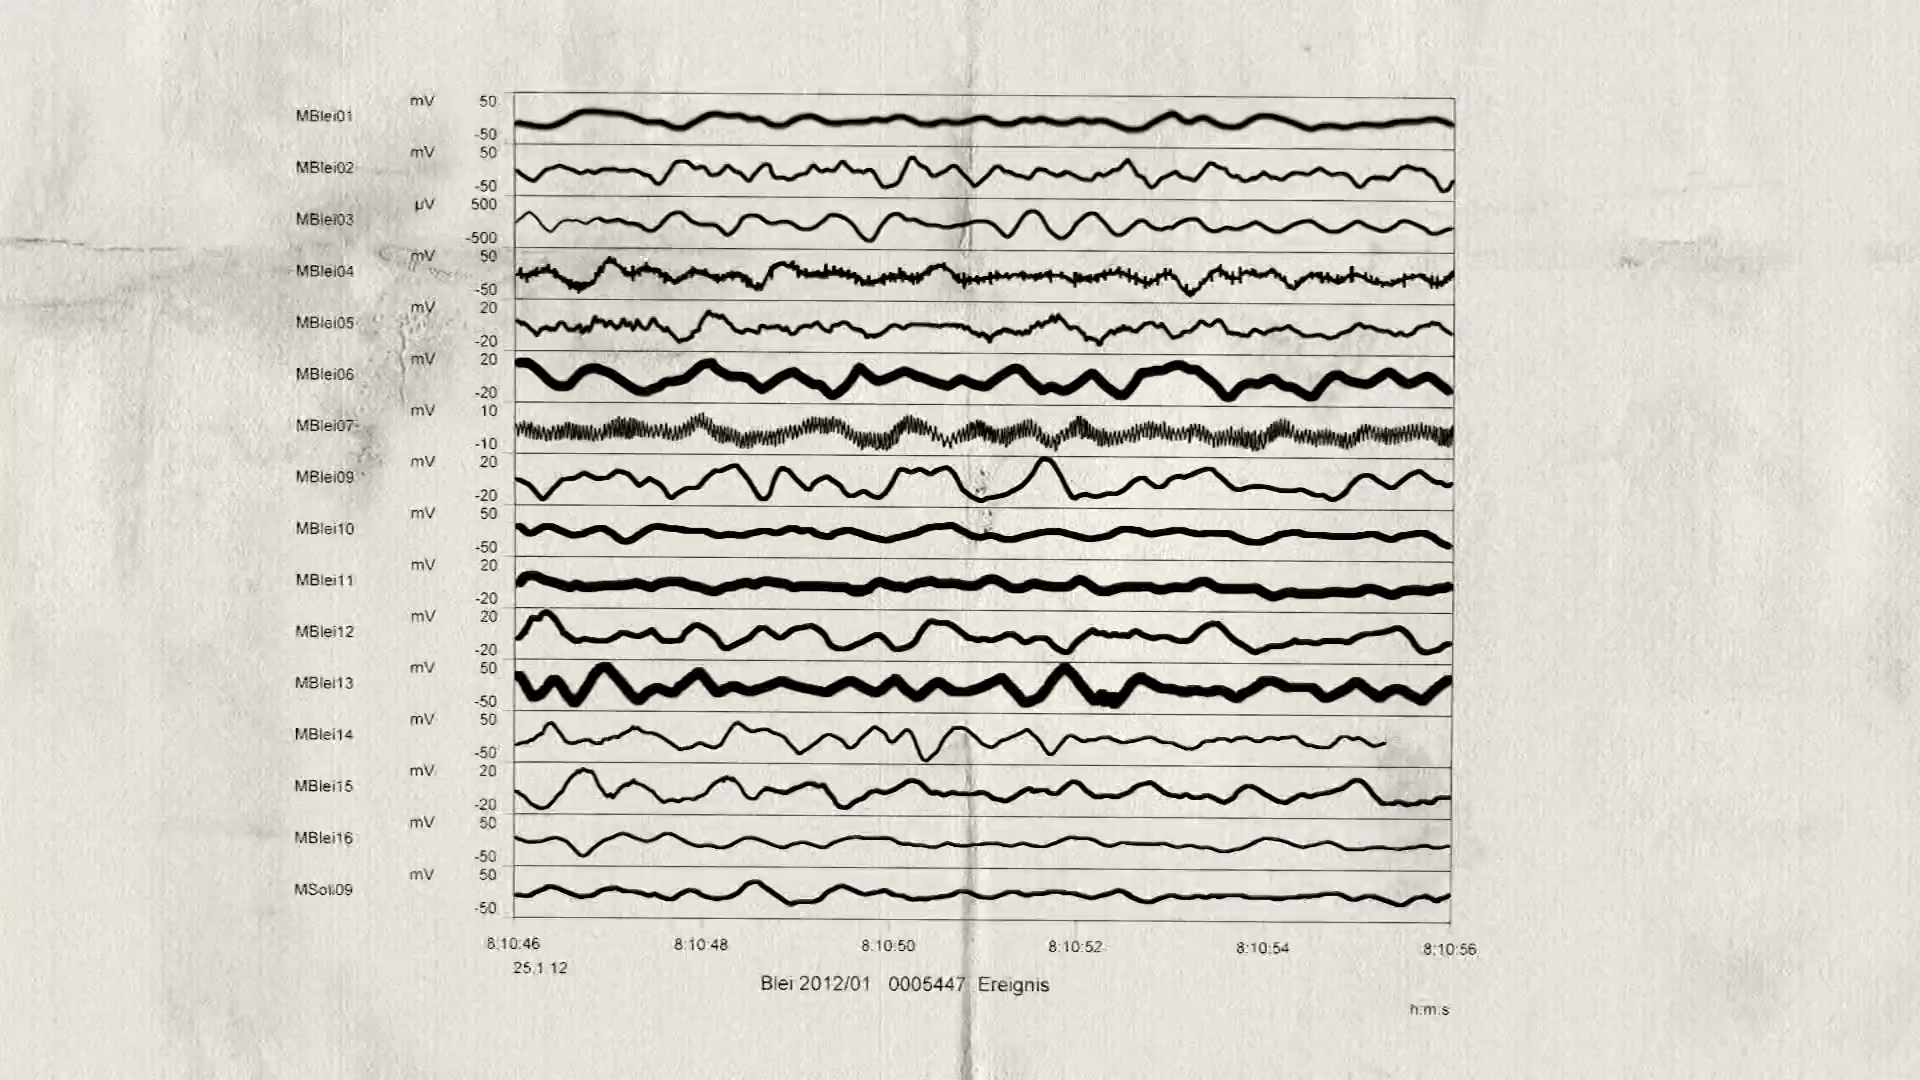 MBlei01 mV 50 -50
MBlei02 mV 50 -50
MBlei03 µV 500 -500
MBlei04 mV 50 -50
MBlei05 mV 20 -20
MBlei06 mV 20 -20
MBlei07 mV 10 -10
MBlei09 mV 20 -20
MBlei10 mV 50 -50
MBlei11 mV 20 -20
MBlei12 mV 20 -20
MBlei13 mV 50 -50
MBlei14 mV 50 -50
MBlei15 mV 20 -20
MBlei16 mV 50 -50
MSoli09 mV 50 -50
8:10:46 8:10:48 8:10:50 8:10:52 8:10:54 8:10:56
25.1.12
Blei 2012/01 0005447 Ereignis
h:m:s